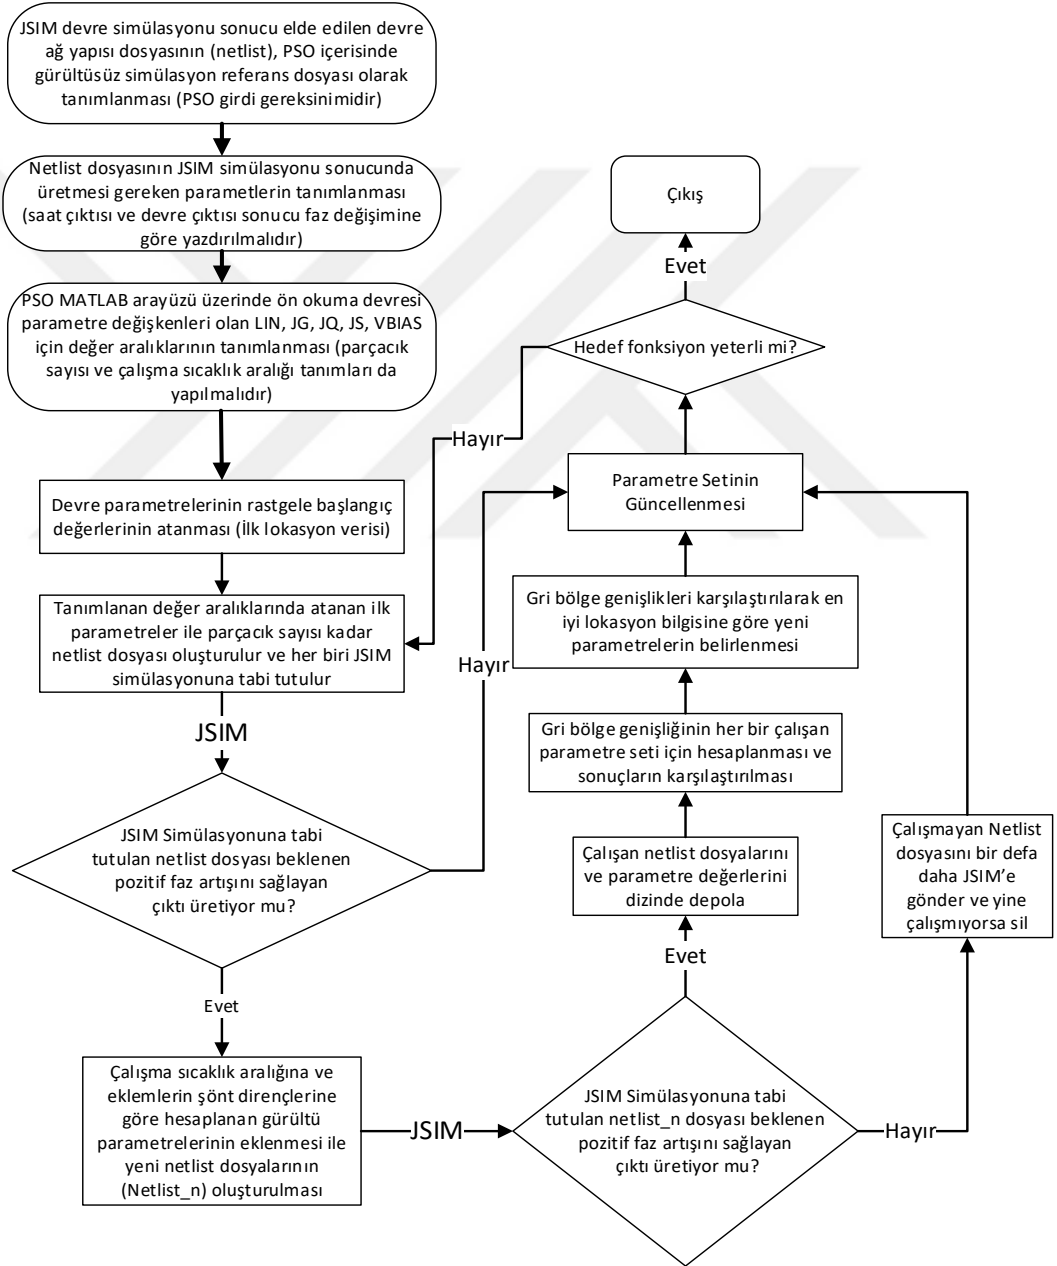 JSIM devre simülasyonu sonucu elde edilen devre
ağ yapısı dosyasının (netlist), PSO içerisinde
gürültüsüz simülasyon referans dosyası olarak
tanımlanması (PSO girdi gereksinimidir)
Netlist dosyasının JSIM simülasyonu sonucunda
üretmesi gereken parametlerin tanımlanması
(saat çıktısı ve devre çıktısı sonucu faz değişimine
göre yazdırılmalıdır)
PSO MATLAB arayüzü üzerinde ön okuma devresi
parametre değişkenleri olan LIN, JG, JQ, JS, VBIAS
için değer aralıklarının tanımlanması (parçacık
sayısı ve çalışma sıcaklık aralığı tanımları da
yapılmalıdır)
Devre parametrelerinin rastgele başlangıç
değerlerinin atanması (İlk lokasyon verisi)
Tanımlanan değer aralıklarında atanan ilk
parametreler ile parçacık sayısı kadar
netlist dosyası oluşturulur ve her biri JSIM
simülasyonuna tabi tutulur
JSIM
JSIM Simülasyonuna tabi
tutulan netlist dosyası beklenen
pozitif faz artışını sağlayan
çıktı üretiyor mu?
Hayır
Evet
Çalışma sıcaklık aralığına ve
eklemlerin şönt dirençlerine
göre hesaplanan gürültü
parametrelerinin eklenmesi ile
yeni netlist dosyalarının
(Netlist_n) oluşturulması
JSIM
JSIM Simülasyonuna tabi
tutulan netlist_n dosyası beklenen
pozitif faz artışını sağlayan
çıktı üretiyor mu?
Hayır
Çalışmayan Netlist
dosyasını bir defa
daha JSIM’e
gönder ve yine
çalışmıyorsa sil
Evet
Çalışan netlist dosyalarını
ve parametre değerlerini
dizinde depola
Gri bölge genişliğinin her bir çalışan
parametre seti için hesaplanması ve
sonuçların karşılaştırılması
Gri bölge genişlikleri karşılaştırılarak en
iyi lokasyon bilgisine göre yeni
parametrelerin belirlenmesi
Parametre Setinin
Güncellenmesi
Hedef fonksiyon yeterli mi?
Hayır
Evet
Çıkış